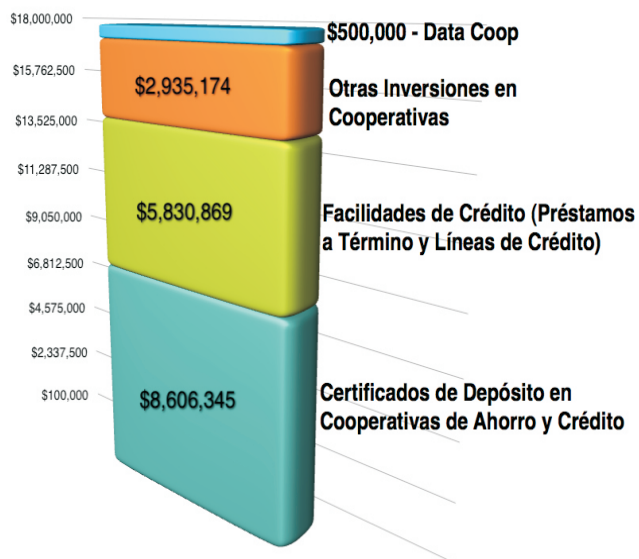 $18,000,000
$500,000 - Data Coop
$15,762,500
$2,935,174
Otras Inversiones en
Cooperativas
$13,525,000
$11,287,500
$9,050,000
$5,830,869
Facilidades de Crédito (Préstamos
a Término y Líneas de Crédito)
$6,812,500
$4,575,000
$2,337,500
$100,000
$8,606,345
Certificados de Depósito en
Cooperativas de Ahorro y Crédito